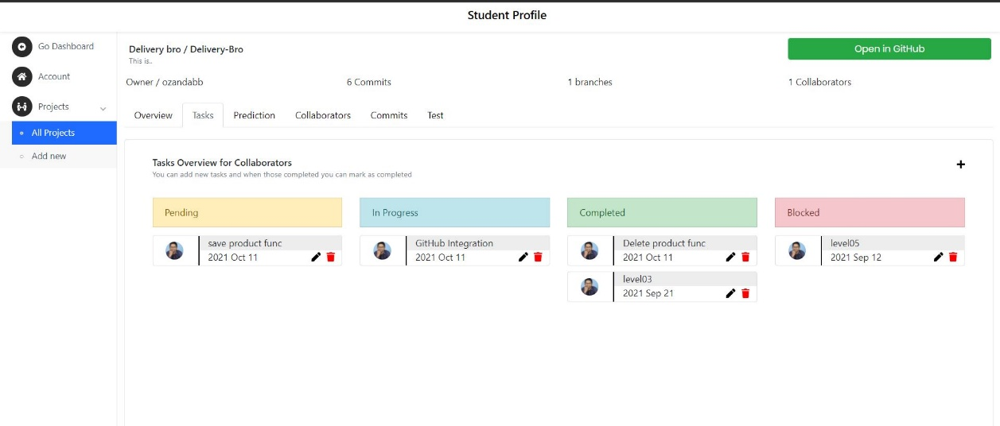 Student Profile
Go Dashboard
Account
Projects
All Projects
Add new
Delivery bro / Delivery-Bro
This is..
Open in GitHub
Owner / ozandabb
6 Commits
1 branches
1 Collaborators
Overview
Tasks
Prediction
Collaborators
Commits
Test
Tasks Overview for Collaborators
You can add new tasks and when those completed you can mark as completed
Pending
save product func
2021 Oct 11
In Progress
GitHub Integration
2021 Oct 11
Completed
Delete product func
2021 Oct 11
level03
2021 Sep 21
Blocked
level05
2021 Sep 12